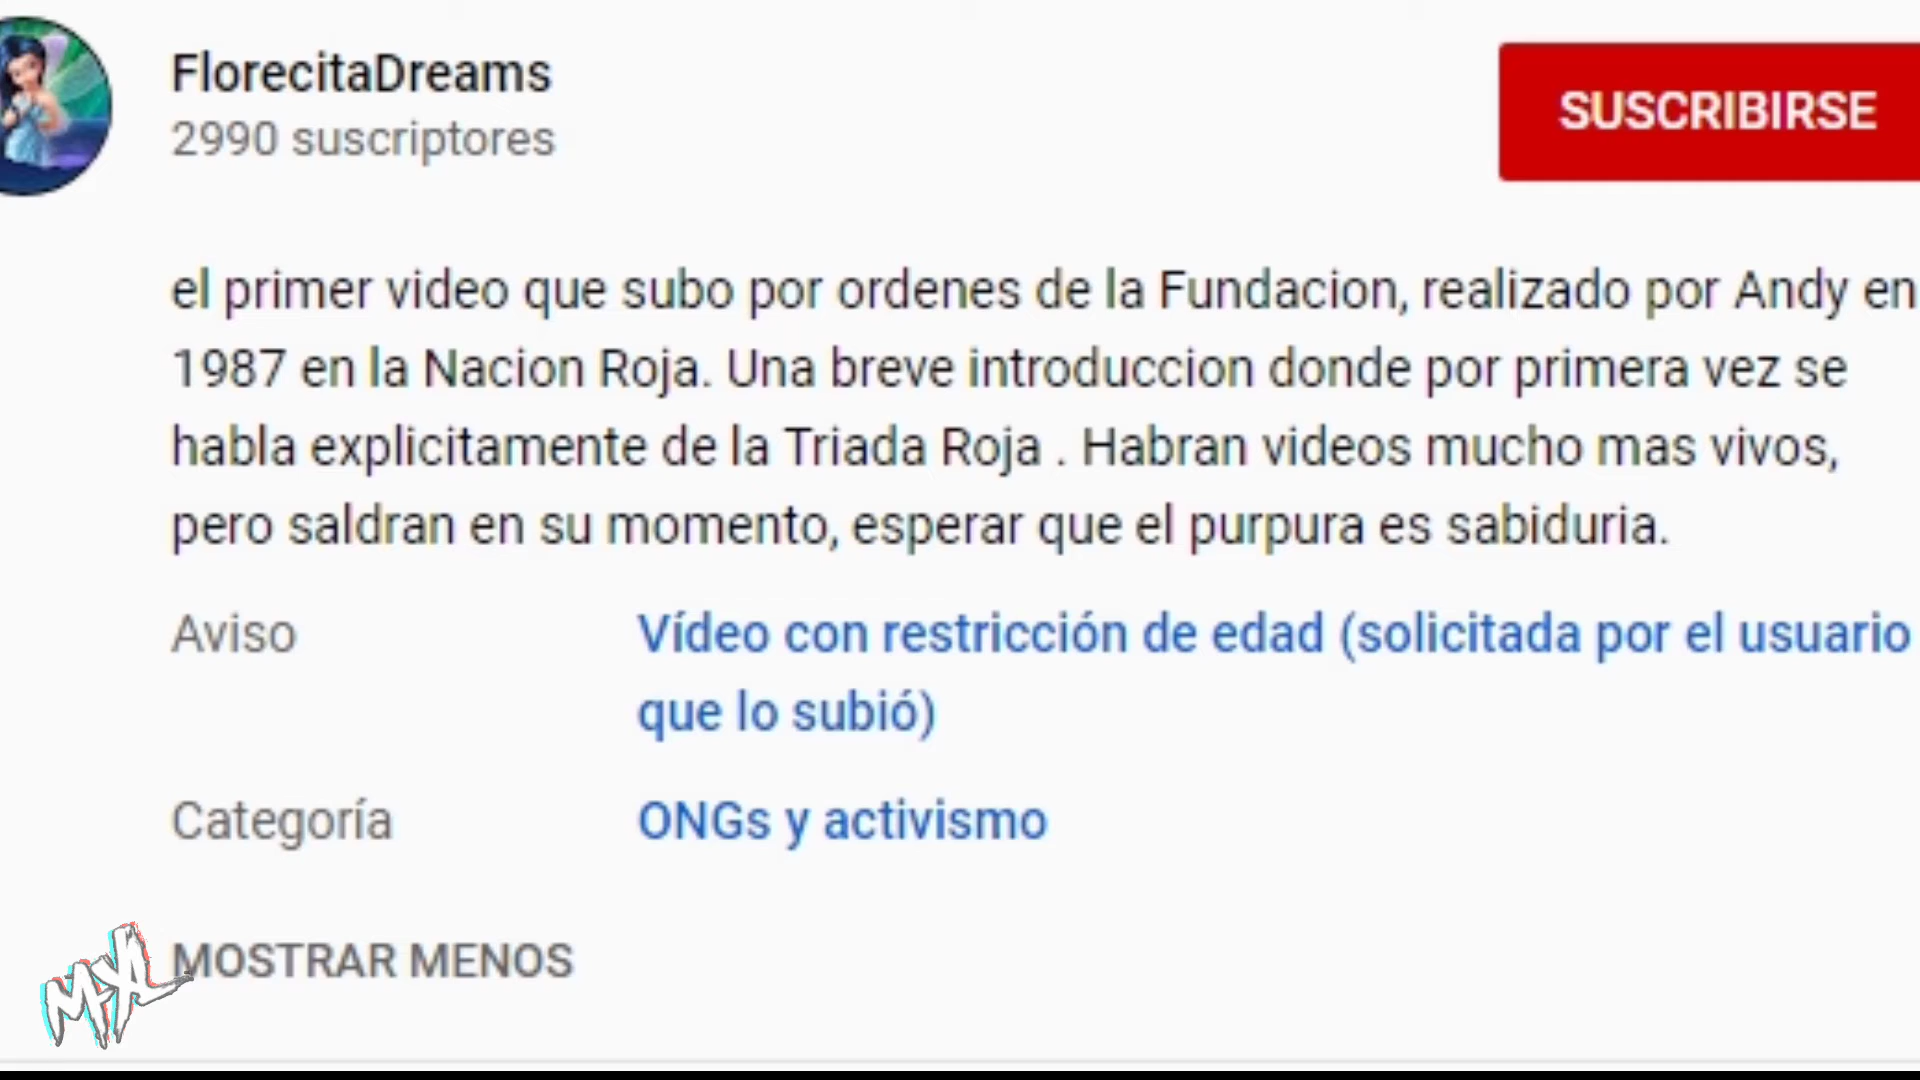 FlorecitaDreams
2990 suscriptores
SUSCRIBIRSE
el primer video que subo por ordenes de la Fundacion, realizado por Andy en
1987 en la Nacion Roja. Una breve introduccion donde por primera vez se
habla explicitamente de la Triada Roja . Habran videos mucho mas vivos,
pero saldran en su momento, esperar que el purpura es sabiduria.
Aviso Vídeo con restricción de edad (solicitada por el usuario
que lo subió)
Categoría ONGs y activismo
MOSTRAR MENOS